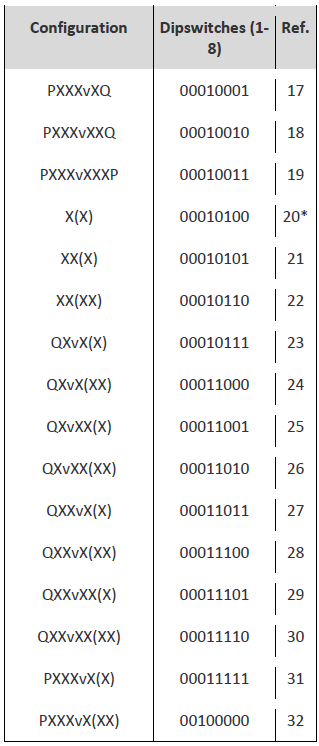 Configuration Dipswitches (1-8) Ref.
PXXXvXQ 00010001 17
PXXXvXXQ 00010010 18
PXXXvXXXP 00010011 19
X(X) 00010100 20*
XX(X) 00010101 21
XX(XX) 00010110 22
QXvX(X) 00010111 23
QXvX(XX) 00011000 24
QXvXX(X) 00011001 25
QXvXX(XX) 00011010 26
QXXvX(X) 00011011 27
QXXvX(XX) 00011100 28
QXXvXX(X) 00011101 29
QXXvXX(XX) 00011110 30
PXXXvX(X) 00011111 31
PXXXvX(XX) 00100000 32